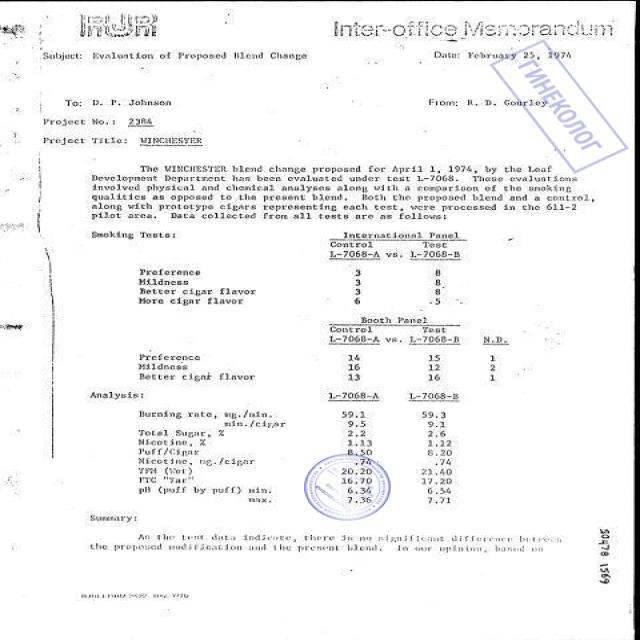 RJR Inter-office Memorandum
Subject: Evaluation of Proposed Blend Change Date: February 25, 1974
ГИНЕКОЛОГ
To: D. P. Johnson From: R. D. Gourley
Project No.: 2384
Project Title: WINCHESTER
The WINCHESTER blend change proposed for April 1, 1974, by the Leaf
Development Department has been evaluated under test L-7068. These evaluations
involved physical and chemical analyses along with a comparison of the smoking
qualities as opposed to the present blend. Both the proposed blend and a control,
along with prototype cigars representing each test, were processed in the 611-2
pilot area. Data collected from all tests are as follows:
Smoking Tests: International Panel
Control Test
L-7068-A vs. L-7068-B
Preference 3 8
Mildness 3 8
Better cigar flavor 3 8
More cigar flavor 6 5
Booth Panel
Control Test
L-7068-A vs. L-7068-B N.D.
Preference 14 15 1
Mildness 16 12 2
Better cigar flavor 13 16 1
Analysis: L-7068-A L-7068-B
Burning rate, mg./min. 59.1 59.3
min./cigar 9.5 9.1
Total Sugar, % 2.2 2.6
Nicotine, % 1.13 1.12
Puff/Cigar 8.50 8.20
Nicotine, mg./cigar .74 .74
TPM (Wet) 20.20 21.40
FTC "Tar" 16.70 17.20
pH (puff by puff) min. 6.34 6.54
max. 7.36 7.71
Summary:
As the test data indicate, there is no significant difference between
the proposed modification and the present blend. In our opinion, based on
50478 1569